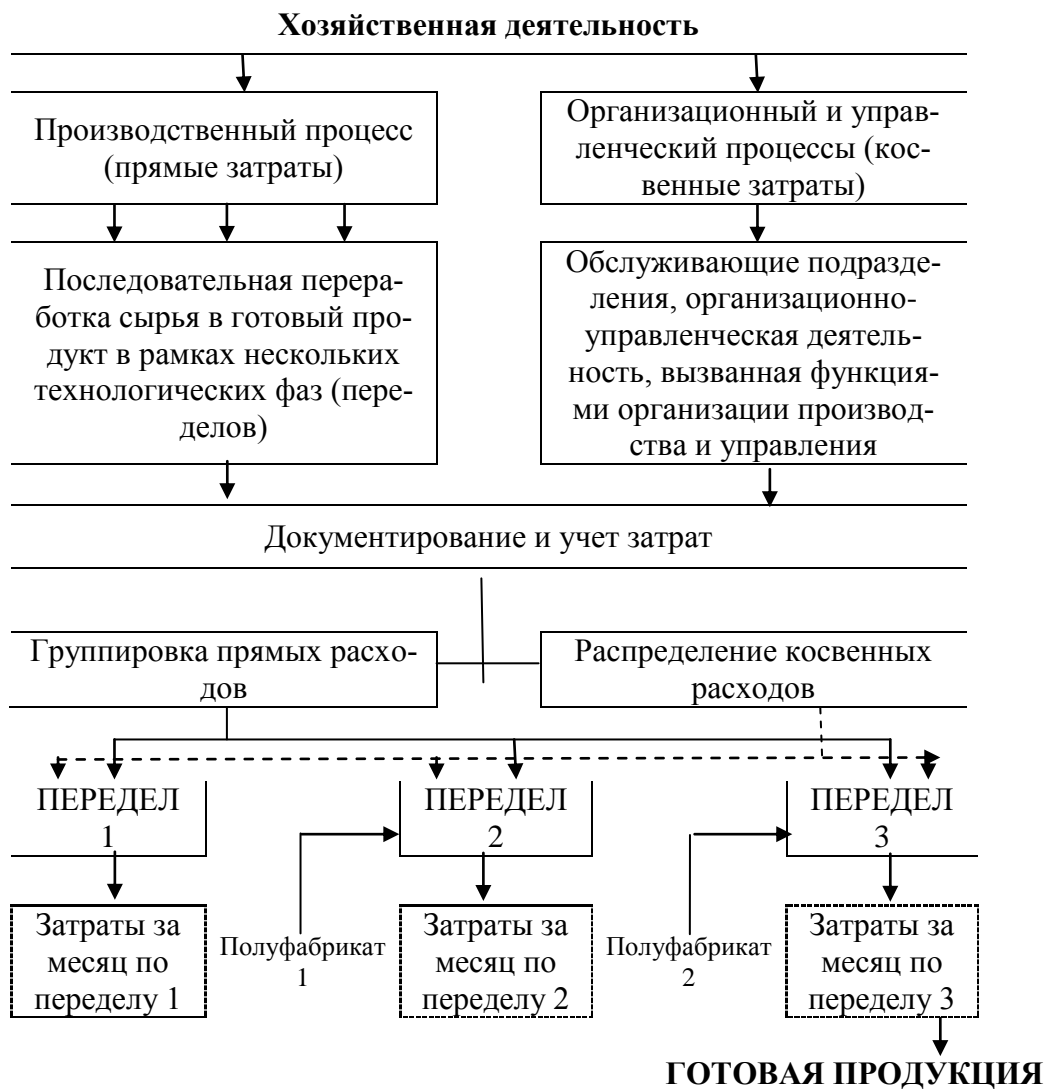 Хозяйственная деятельность
Производственный процесс
(прямые затраты)
Организационный и управ-
ленческий процессы (кос-
венные затраты)
Последовательная перера-
ботка сырья в готовый про-
дукт в рамках нескольких
технологических фаз (пере-
делов)
Обслуживающие подразде-
ления, организационно-
управленческая деятель-
ность, вызванная функция-
ми организации производ-
ства и управления
Документирование и учет затрат
Группировка прямых расхо-
дов
Распределение косвенных
расходов
ПЕРЕДЕЛ
1
ПЕРЕДЕЛ
2
ПЕРЕДЕЛ
3
Затраты за
месяц по
переделу 1
Полуфабрикат
1
Затраты за
месяц по
переделу 2
Полуфабрикат
2
Затраты за
месяц по
переделу 3
ГОТОВАЯ ПРОДУКЦИЯ